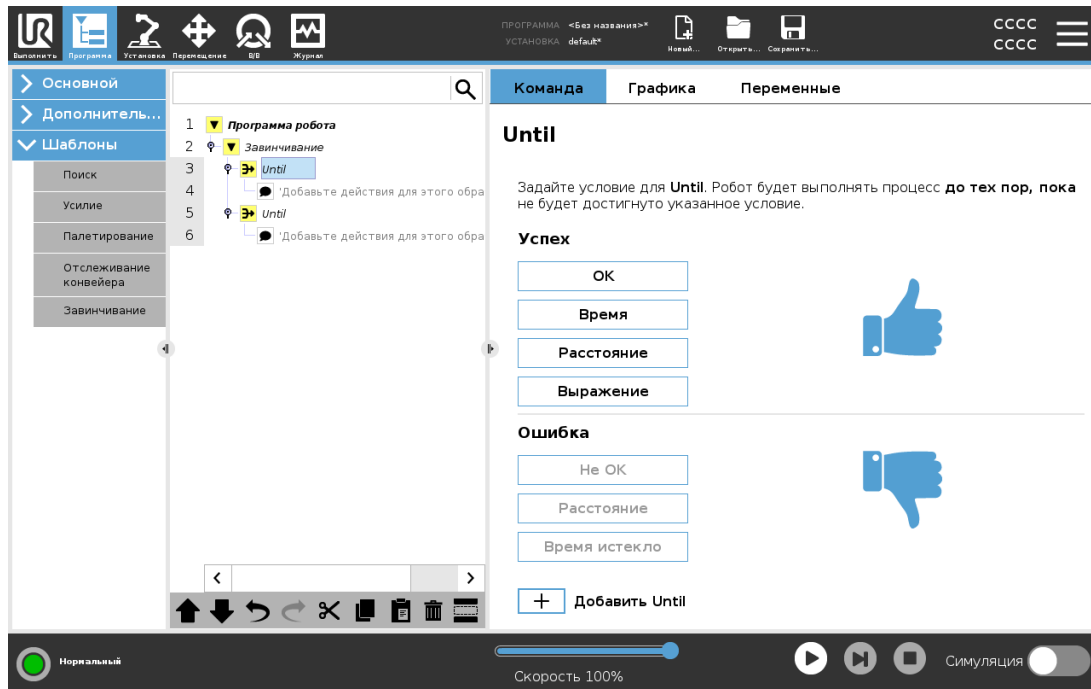 UR
ПРОГРАММА <Без названия>*
УСТАНОВКА default*
Выполнить Программа Установка Перемещение В/В Журнал
Новый... Открыть... Сохранить...
CCCC
CCCC
Основной
Дополнитель...
Шаблоны
Поиск
Усилие
Палетирование
Отслеживание
конвейера
Завинчивание
1 Программа робота
2 Завинчивание
3 Until
4 'Добавьте действия для этого обра
5 Until
6 'Добавьте действия для этого обра
Команда Графика Переменные
Until
Задайте условие для Until. Робот будет выполнять процесс до тех пор, пока
не будет достигнуто указанное условие.
Успех
ОК
Время
Расстояние
Выражение
Ошибка
Не ОК
Расстояние
Время истекло
+ Добавить Until
Нормальный
Скорость 100%
Симуляция